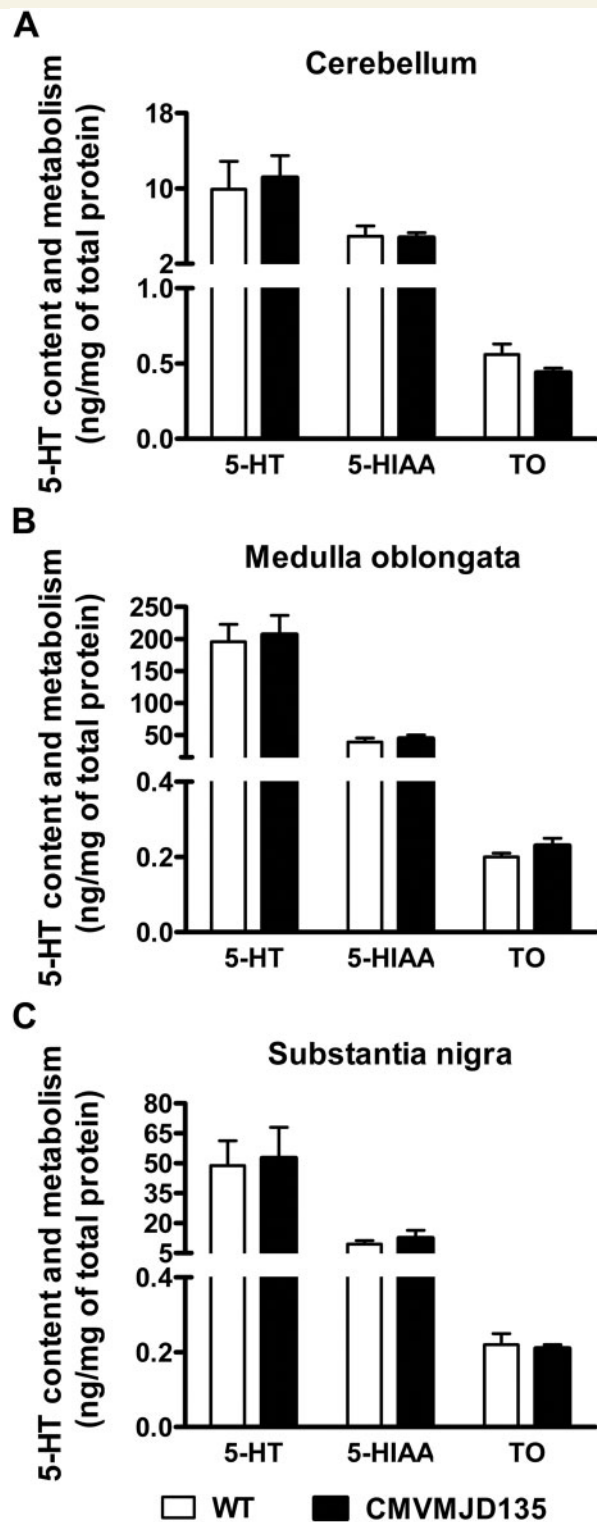 A
Cerebellum
5-HT content and metabolism
(ng/mg of total protein)
18
10
2
1.0
0.5
0.0
5-HT 5-HIAA TO
B
Medulla oblongata
5-HT content and metabolism
(ng/mg of total protein)
250
200
150
100
50
0.4
0.2
0.0
5-HT 5-HIAA TO
C
Substantia nigra
5-HT content and metabolism
(ng/mg of total protein)
80
65
50
35
20
5
0.4
0.2
0.0
5-HT 5-HIAA TO
WT CMVMJD135